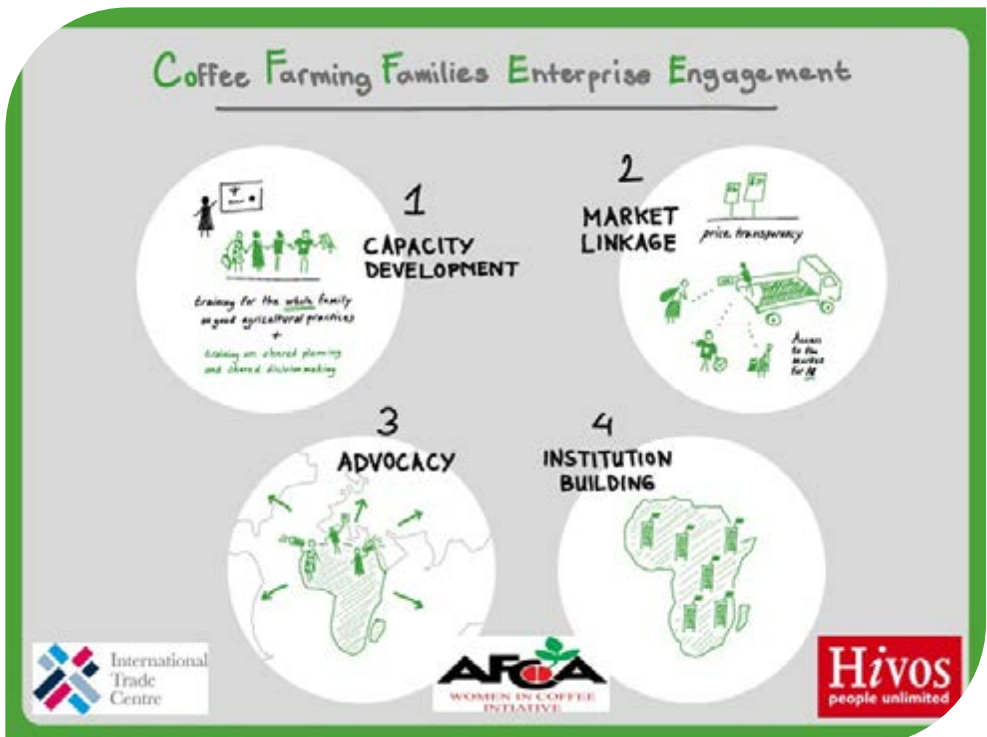 Coffee Farming Families Enterprise Engagement
1
CAPACITY
DEVELOPMENT
training for the whole family
on good agricultural practices
+
training on shared planning
and shared decision making
2
MARKET
LINKAGE
price transparency
Access
to the
market
for all
3
ADVOCACY
4
INSTITUTION
BUILDING
International
Trade
Centre
AFCA
WOMEN IN COFFEE
INTIATIVE
Hivos
people unlimited